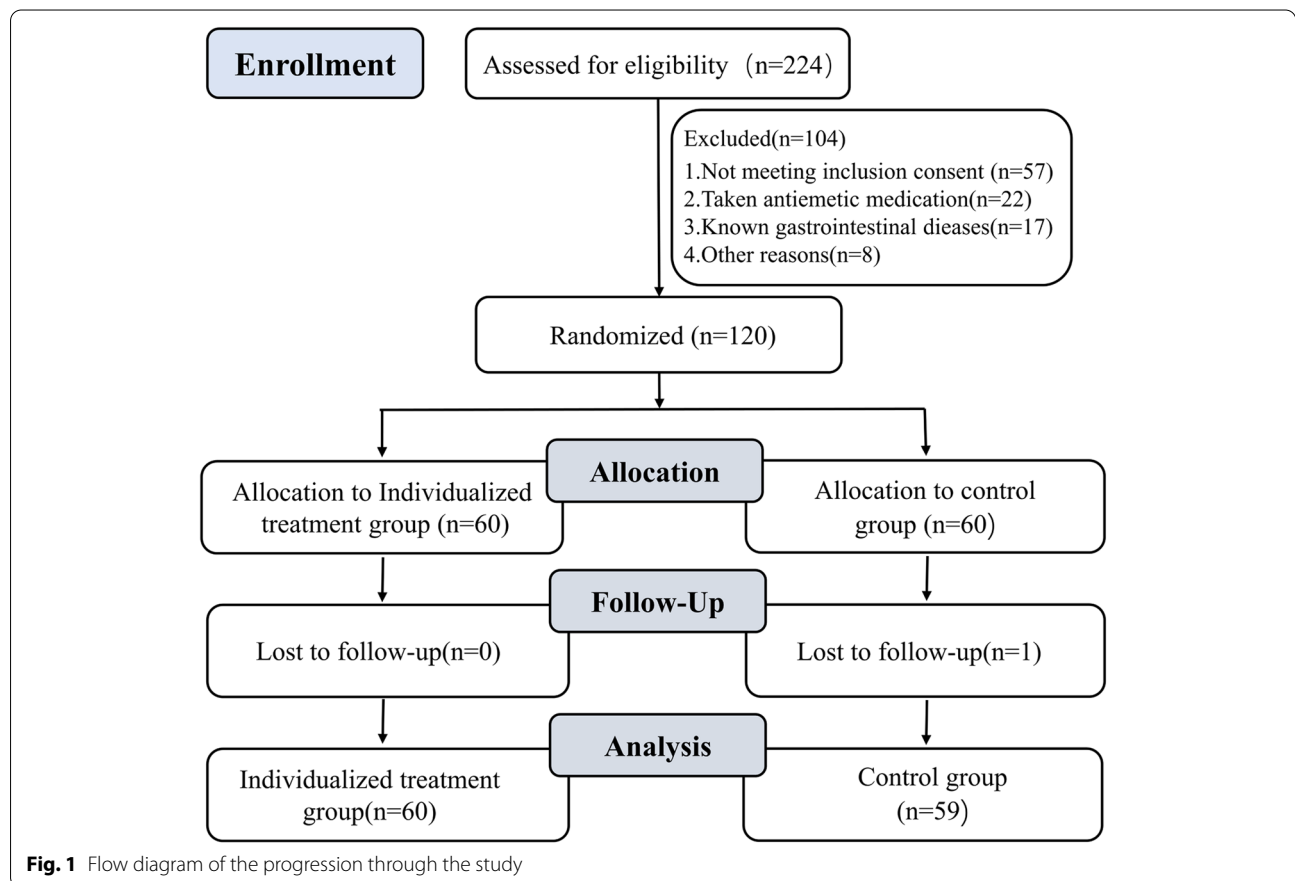 Enrollment
Assessed for eligibility （n=224)
Excluded(n=104)
1.Not meeting inclusion consent (n=57)
2.Taken antiemetic medication(n=22)
3.Known gastrointestinal dieases(n=17)
4.Other reasons(n=8)
Randomized (n=120)
Allocation
Allocation to Individualized
treatment group (n=60)
Allocation to control
group (n=60)
Follow-Up
Lost to follow-up(n=0)
Lost to follow-up(n=1)
Analysis
Individualized treatment
group(n=60)
Control group
(n=59)
Fig. 1 Flow diagram of the progression through the study